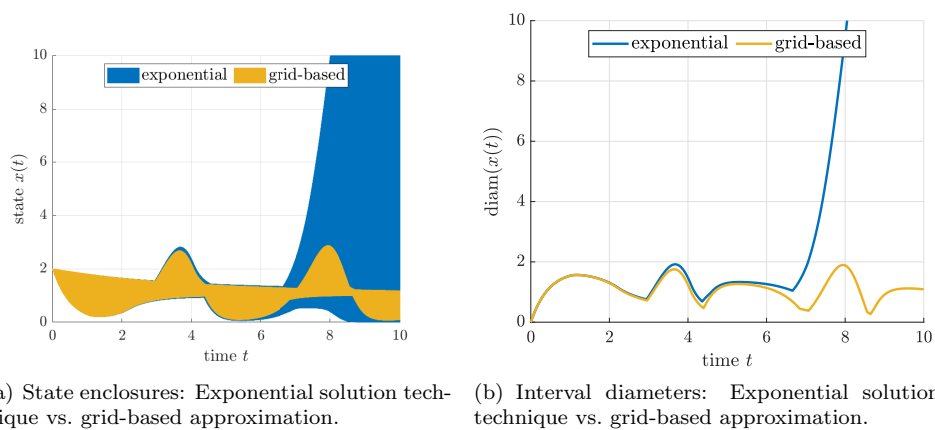 10
8
6
4
2
0
0
2
4
6
8
10
state x(t)
time t
exponential
grid-based
10
8
6
4
2
0
0
2
4
6
8
10
diam(x(t))
time t
exponential
grid-based
a) State enclosures: Exponential solution tech-
nique vs. grid-based approximation.
(b) Interval diameters: Exponential solution
technique vs. grid-based approximation.